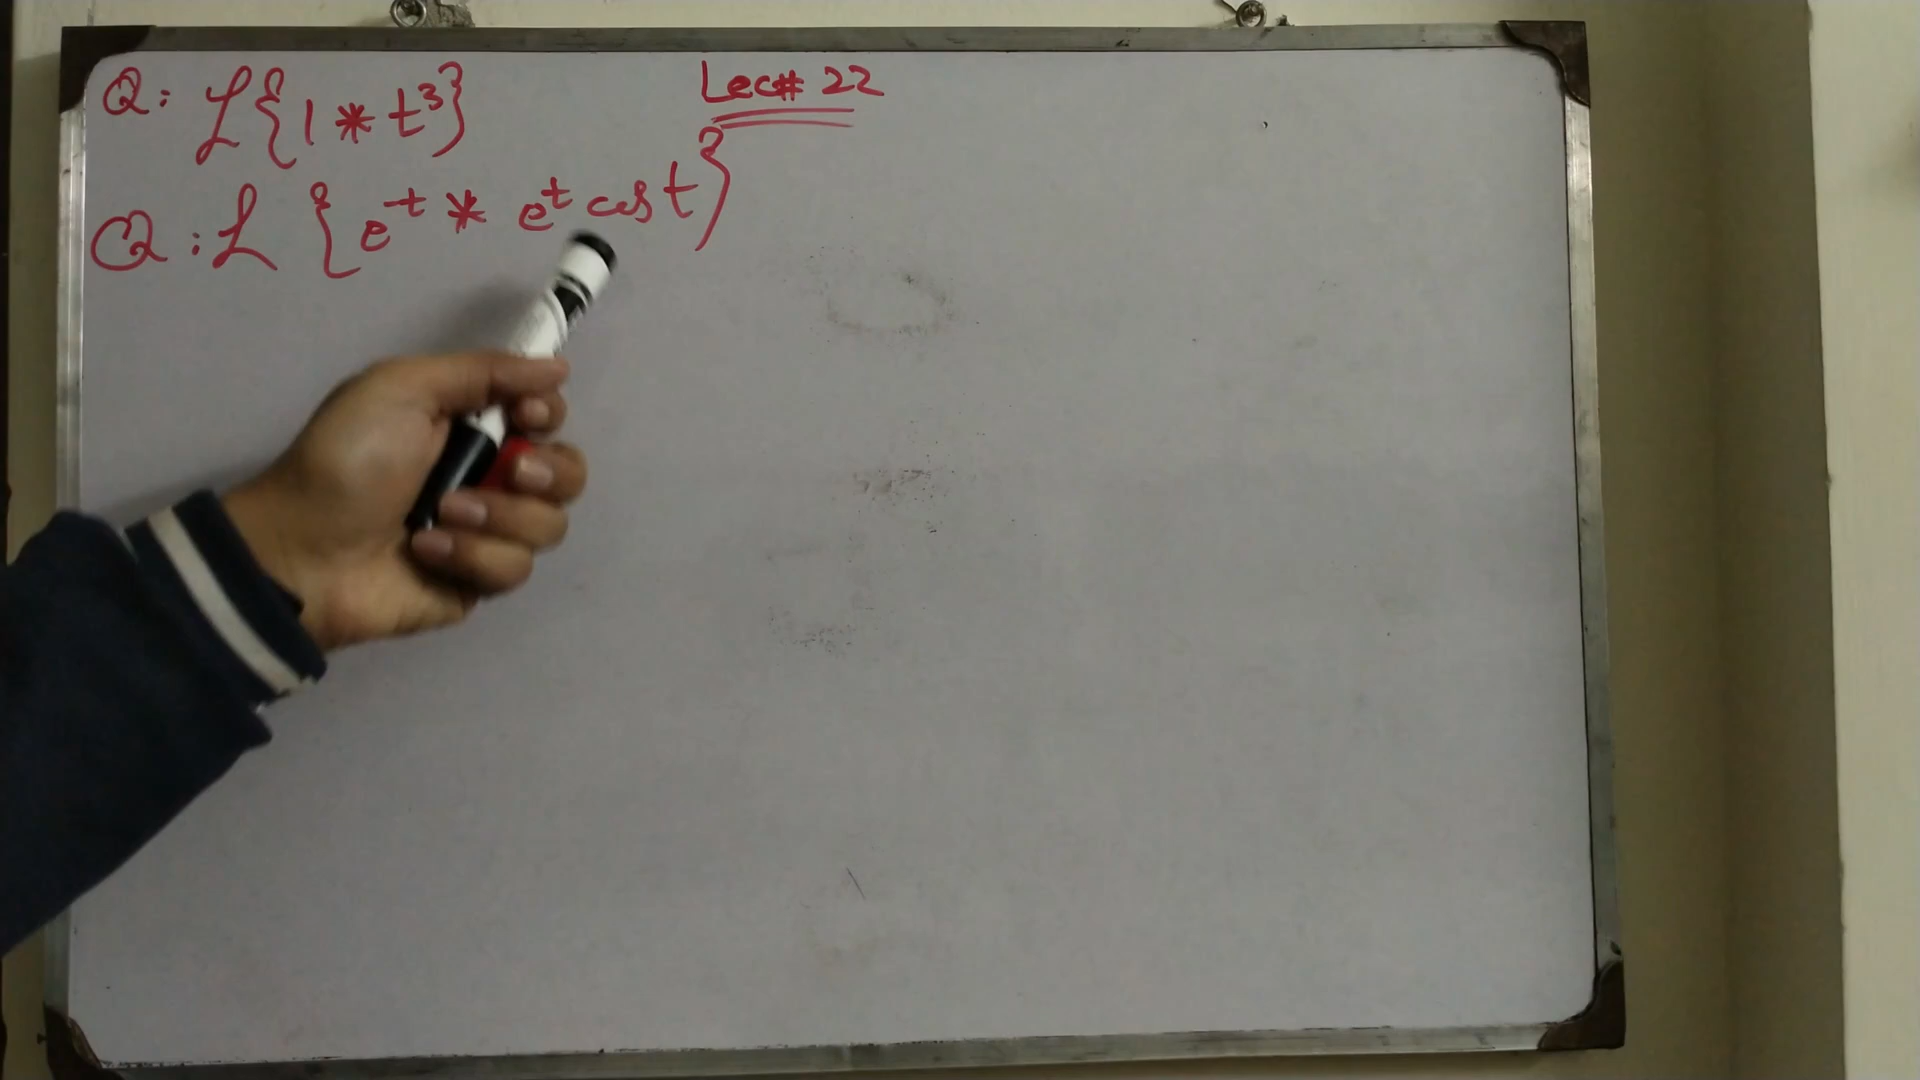 Lec# 22
Q: ℒ{1 * t³}
Q: ℒ{e⁻ᵗ * eᵗ cos t}